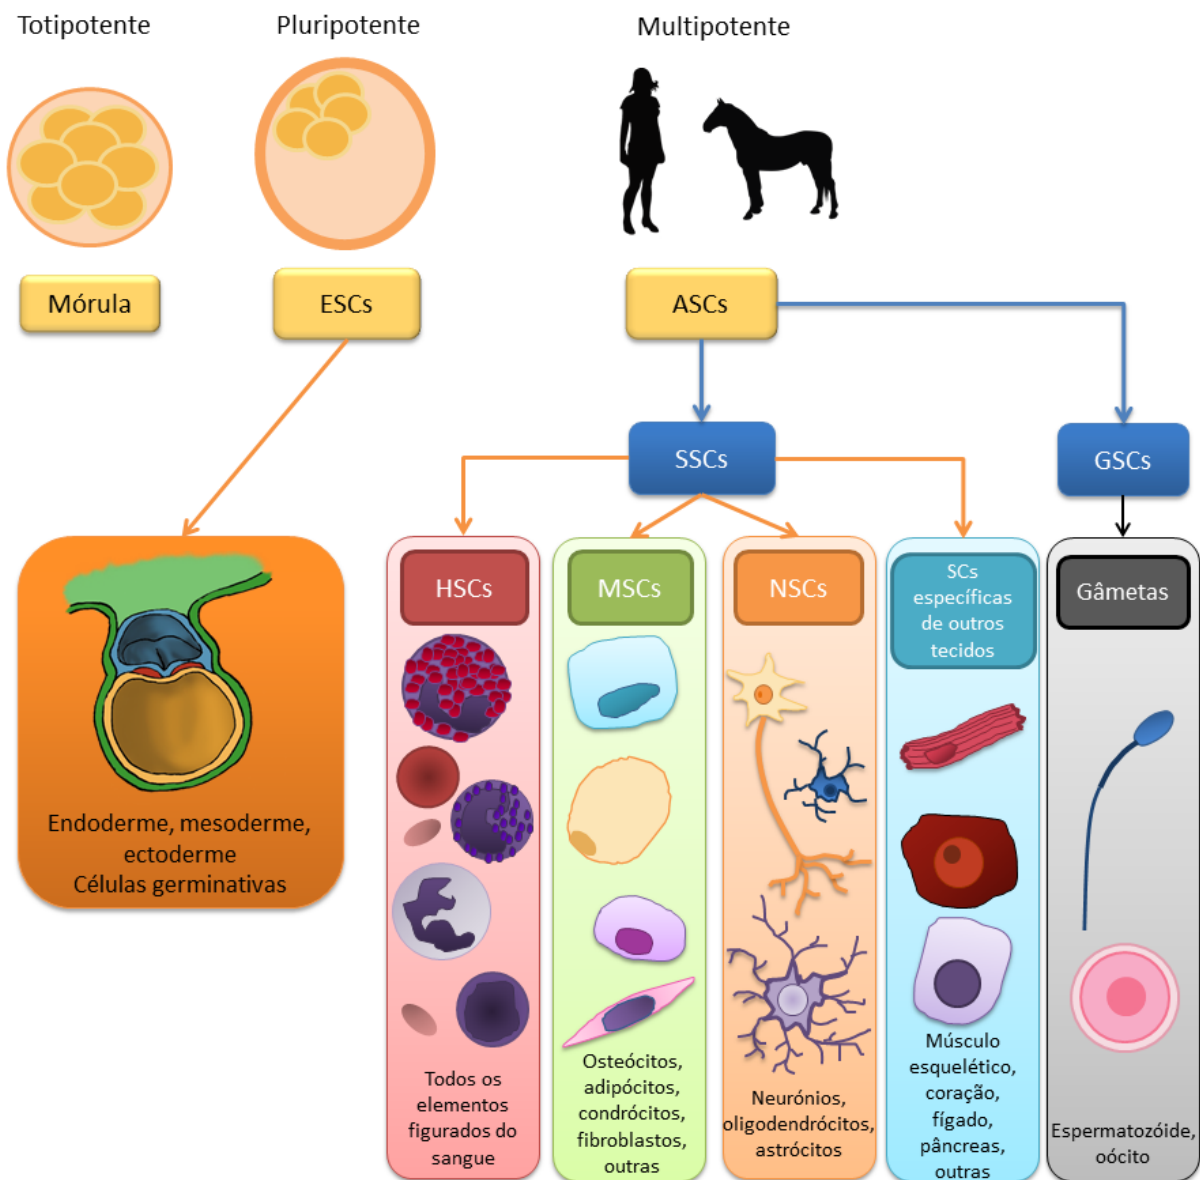 Totipotente
Pluripotente
Multipotente
Mórula
ESCs
ASCs
SSCs
GSCs
Endoderme, mesoderme,
ectoderme
Células germinativas
HSCs
Todos os
elementos
figurados do
sangue
MSCs
Osteócitos,
adipócitos,
condrócitos,
fibroblastos,
outras
NSCs
Neurónios,
oligodendrócitos,
astrócitos
SCs
específicas
de outros
tecidos
Músculo
esquelético,
coração,
fígado,
pâncreas,
outras
Gâmetas
Espermatozóide,
oócito